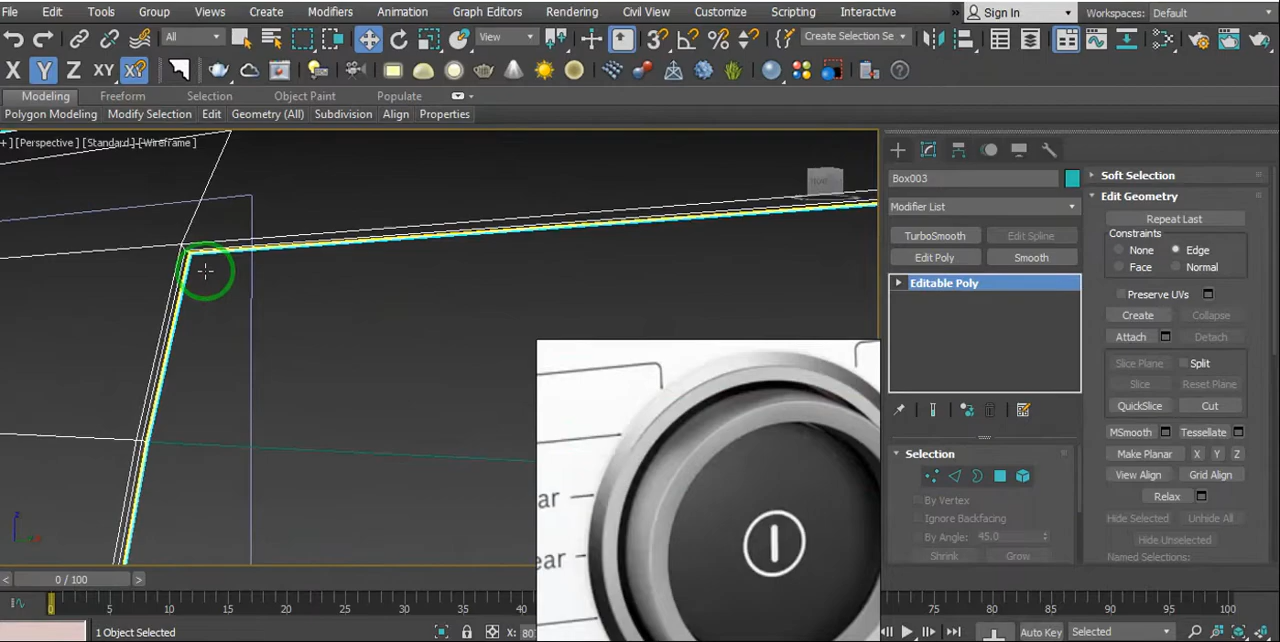 File Edit Tools Group Views Create Modifiers Animation Graph Editors Rendering Civil View Customize Scripting Interactive » Sign In Workspaces: Default
All View Create Selection Se
X Y Z XY XY
Modeling Freeform Selection Object Paint Populate
Polygon Modeling Modify Selection Edit Geometry (All) Subdivision Align Properties
+ ] [Perspective ] [Standard ] [Wireframe ]
Box003
Modifier List
TurboSmooth Edit Spline
Edit Poly Smooth
Editable Poly
Selection
By Vertex
Ignore Backfacing
By Angle: 45.0
Shrink Grow
Soft Selection
Edit Geometry
Repeat Last
Constraints
None Edge
Face Normal
Preserve UVs
Create Collapse
Attach Detach
Slice Plane Split
Slice Reset Plane
QuickSlice Cut
MSmooth Tessellate
Make Planar X Y Z
View Align Grid Align
Relax
Hide Selected Unhide All
Hide Unselected
Named Selections:
ar
ear
< 0 / 100 >
0 5 10 15 20 25 30 35 40 75 80 85 90 95 100
1 Object Selected X: 80 Auto Key Selected